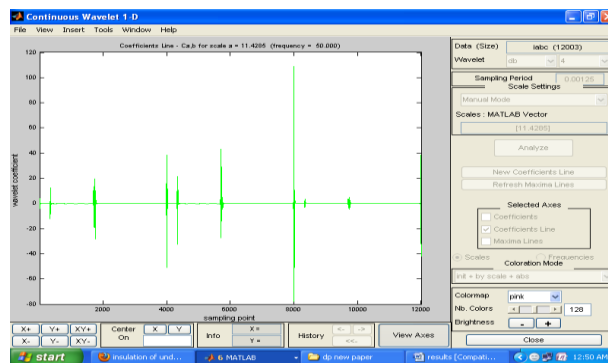 Continuous Wavelet 1-D
File View Insert Tools Window Help
Coefficients Line - Ca,b for scale a = 11.4285 (frequency = 50.000)
120
100
80
60
40
20
0
-20
-40
-60
-80
wavelet coefficient
2000 4000 6000 8000 10000 12000
sampling point
Data (Size) iabc (12003)
Wavelet db 4
Sampling Period 0.00125
Scale Settings
Manual Mode
Scales : MATLAB Vector
[11.4285]
Analyze
New Coefficients Line
Refresh Maxima Lines
Selected Axes
Coefficients
Coefficients Line
Maxima Lines
Scales Frequencies
Coloration Mode
init + by scale + abs
Colormap pink
Nb. Colors 128
Brightness - +
Close
X+ Y+ XY+
X- Y- XY-
Center On X Y
Info X = Y =
History <- -> <<-
View Axes
start insulation of und... 6 MATLAB dp new paper results [Compati... 12:50 AM